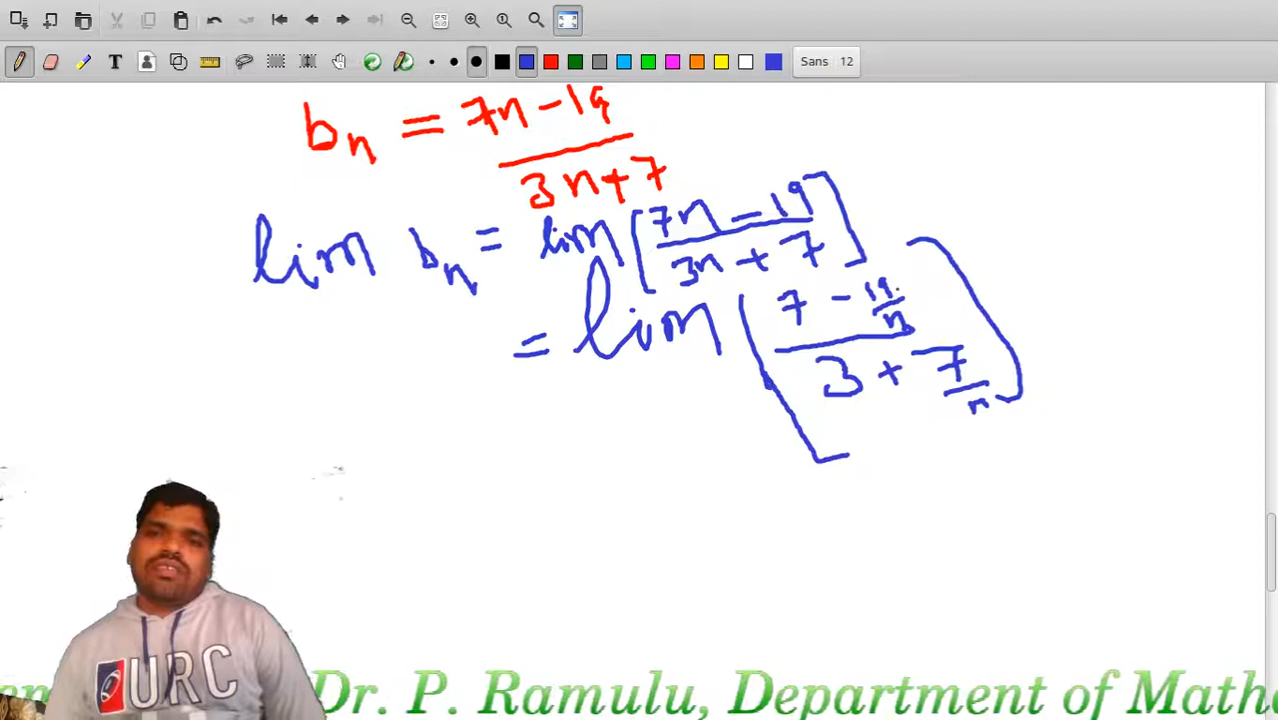 Sans 12
b_n = 7n - 19
3n + 7
lim b_n = lim [ 7n - 19
3n + 7 ]
= lim [ 7 - 19/n
3 + 7/n ]
URC
Dr. P. Ramulu, Department of Mathe